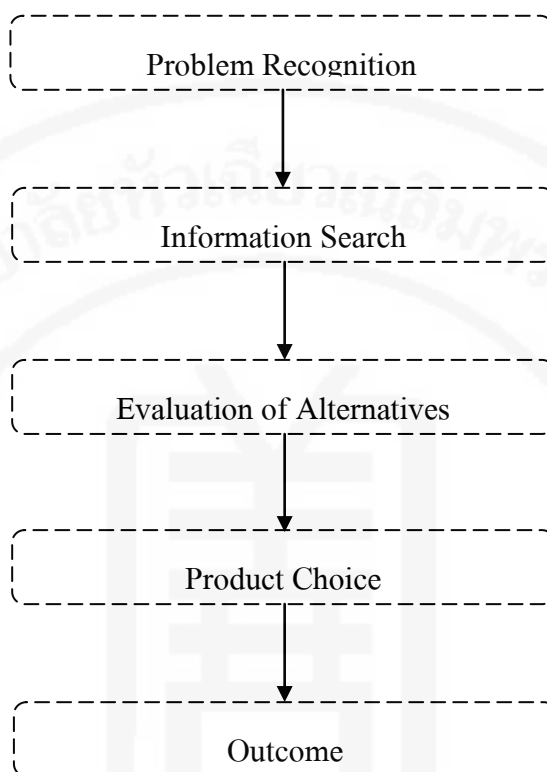 Problem Recognition
Information Search
Evaluation of Alternatives
Product Choice
Outcome